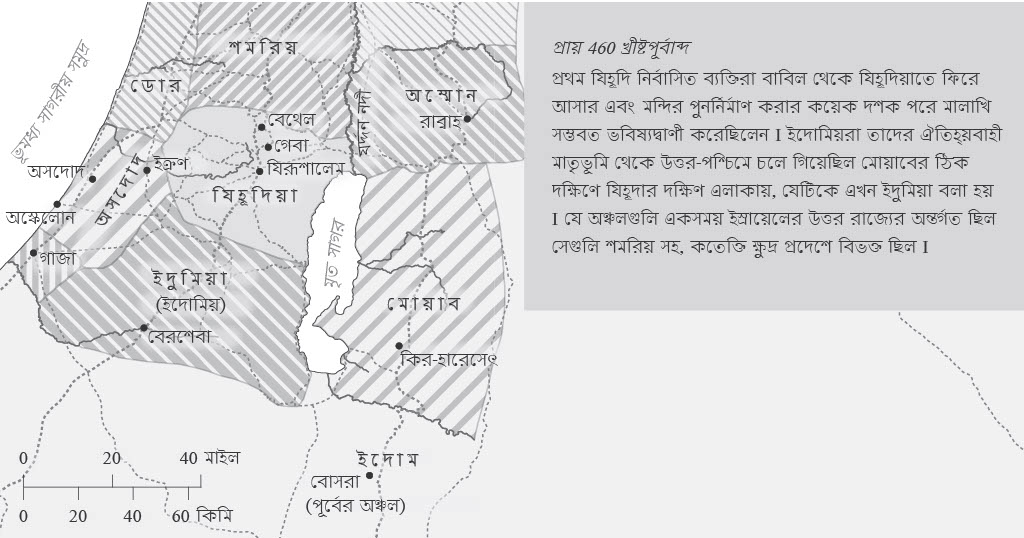 প্রায় 460 খ্রীষ্টপূর্বাব্দ
প্রথম যিহূদি নির্বাসিত ব্যক্তিরা বাবিল থেকে যিহূদিয়াতে ফিরে
আসার এবং মন্দির পুনর্নির্মাণ করার কয়েক দশক পরে মালাখি
সম্ভবত ভবিষ্যদ্বাণী করেছিলেন I ইদোমিয়রা তাদের ঐতিহ্যবাহী
মাতৃভূমি থেকে উত্তর-পশ্চিমে চলে গিয়েছিল মোয়াবের ঠিক
দক্ষিণে যিহূদার দক্ষিণ এলাকায়, যেটিকে এখন ইদুমিয়া বলা হয়
I যে অঞ্চলগুলি একসময় ইস্রায়েলের উত্তর রাজ্যের অন্তর্গত ছিল
সেগুলি শমরিয় সহ, কতেক্তি ক্ষুদ্র প্রদেশে বিভক্ত ছিল I
ভূমধ্য সাগরীয় সমুদ্র
শমরিয়
ডোর
অম্মোন
রাব্বাহ
যর্দন নদী
বেথেল
গেবা
যিরূশালেম
যিহূদিয়া
ইক্রণ
অসদোদ
অসদোদ
অস্কেলোন
গাজা
মৃত সাগর
ইদুমিয়া
(ইদোমিয়)
বেরশেবা
মোয়াব
কির-হারেসেৎ
ইদোম
বোসরা
(পূর্বের অঞ্চল)
0 20 40 মাইল
0 20 40 60 কিমি